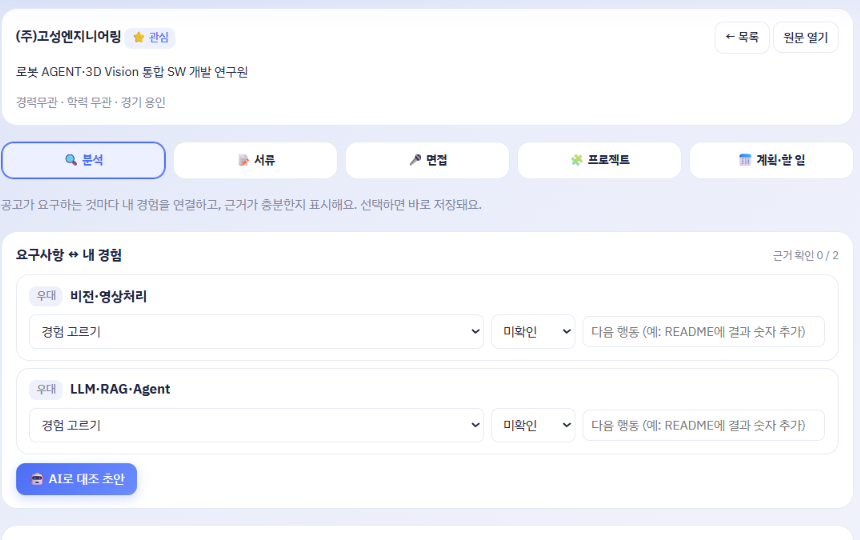 (주)고성엔지니어링 ⭐ 관심
← 목록
원문 열기
로봇 AGENT·3D Vision 통합 SW 개발 연구원
경력무관 · 학력 무관 · 경기 용인
🔍 분석
📝 서류
🎤 면접
🧩 프로젝트
🗓️ 계획·할 일
공고가 요구하는 것마다 내 경험을 연결하고, 근거가 충분한지 표시해요. 선택하면 바로 저장돼요.
요구사항 ↔ 내 경험
근거 확인 0 / 2
우대 비전·영상처리
경험 고르기
미확인
다음 행동 (예: README에 결과 숫자 추가)
우대 LLM·RAG·Agent
경험 고르기
미확인
다음 행동 (예: README에 결과 숫자 추가)
🤖 AI로 대조 초안